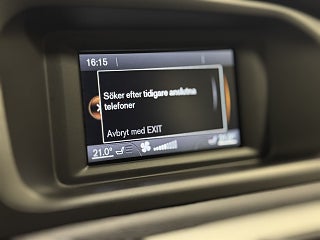 16:15
Söker efter tidigare anslutna
telefoner
Avbryt med EXIT
21.0°